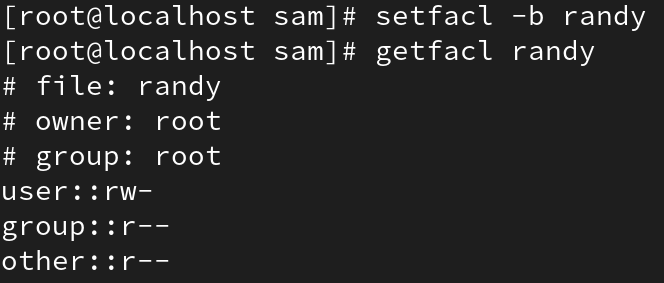 [root@localhost sam]# setfacl -b randy
[root@localhost sam]# getfacl randy
# file: randy
# owner: root
# group: root
user::rw-
group::r--
other::r--